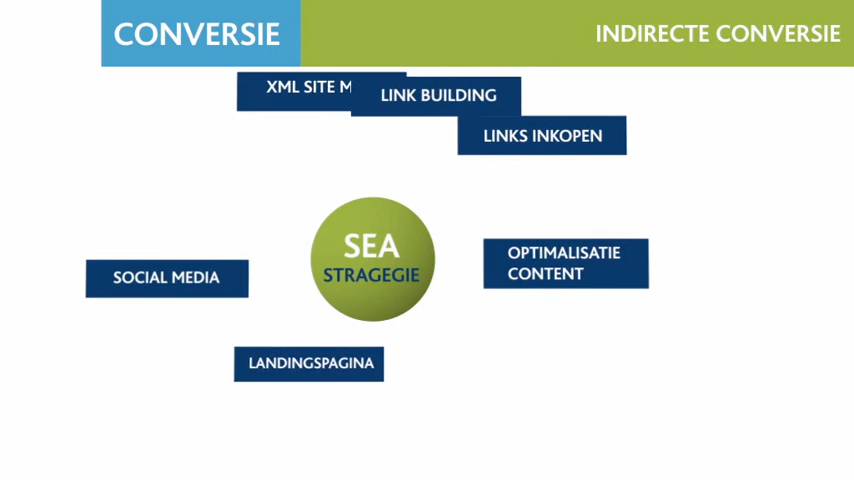 CONVERSIE
INDIRECTE CONVERSIE
XML SITE M
LINK BUILDING
LINKS INKOPEN
SEA
STRAGEGIE
OPTIMALISATIE
CONTENT
SOCIAL MEDIA
LANDINGSPAGINA